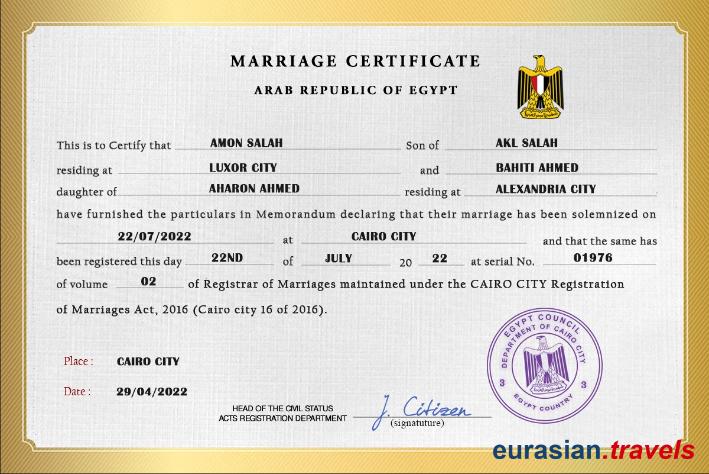 MARRIAGE CERTIFICATE
ARAB REPUBLIC OF EGYPT
This is to Certify that AMON SALAH Son of AKL SALAH
residing at LUXOR CITY and BAHITI AHMED
daughter of AHARON AHMED residing at ALEXANDRIA CITY
have furnished the particulars in Memorandum declaring that their marriage has been solemnized on
22/07/2022 at CAIRO CITY and that the same has
been registered this day 22ND of JULY 20 22 at serial No. 01976
of volume 02 of Registrar of Marriages maintained under the CAIRO CITY Registration
of Marriages Act, 2016 (Cairo city 16 of 2016).
EGYPT COUNCIL
DEPARTMENT OF CAIRO CITY
3 3
EGYPT COUNTRY
Place : CAIRO CITY
Date : 29/04/2022
HEAD OF THE CIVIL STATUS
ACTS REGISTRATION DEPARTMENT J. Citizen
(signatuture)
eurasian.travels